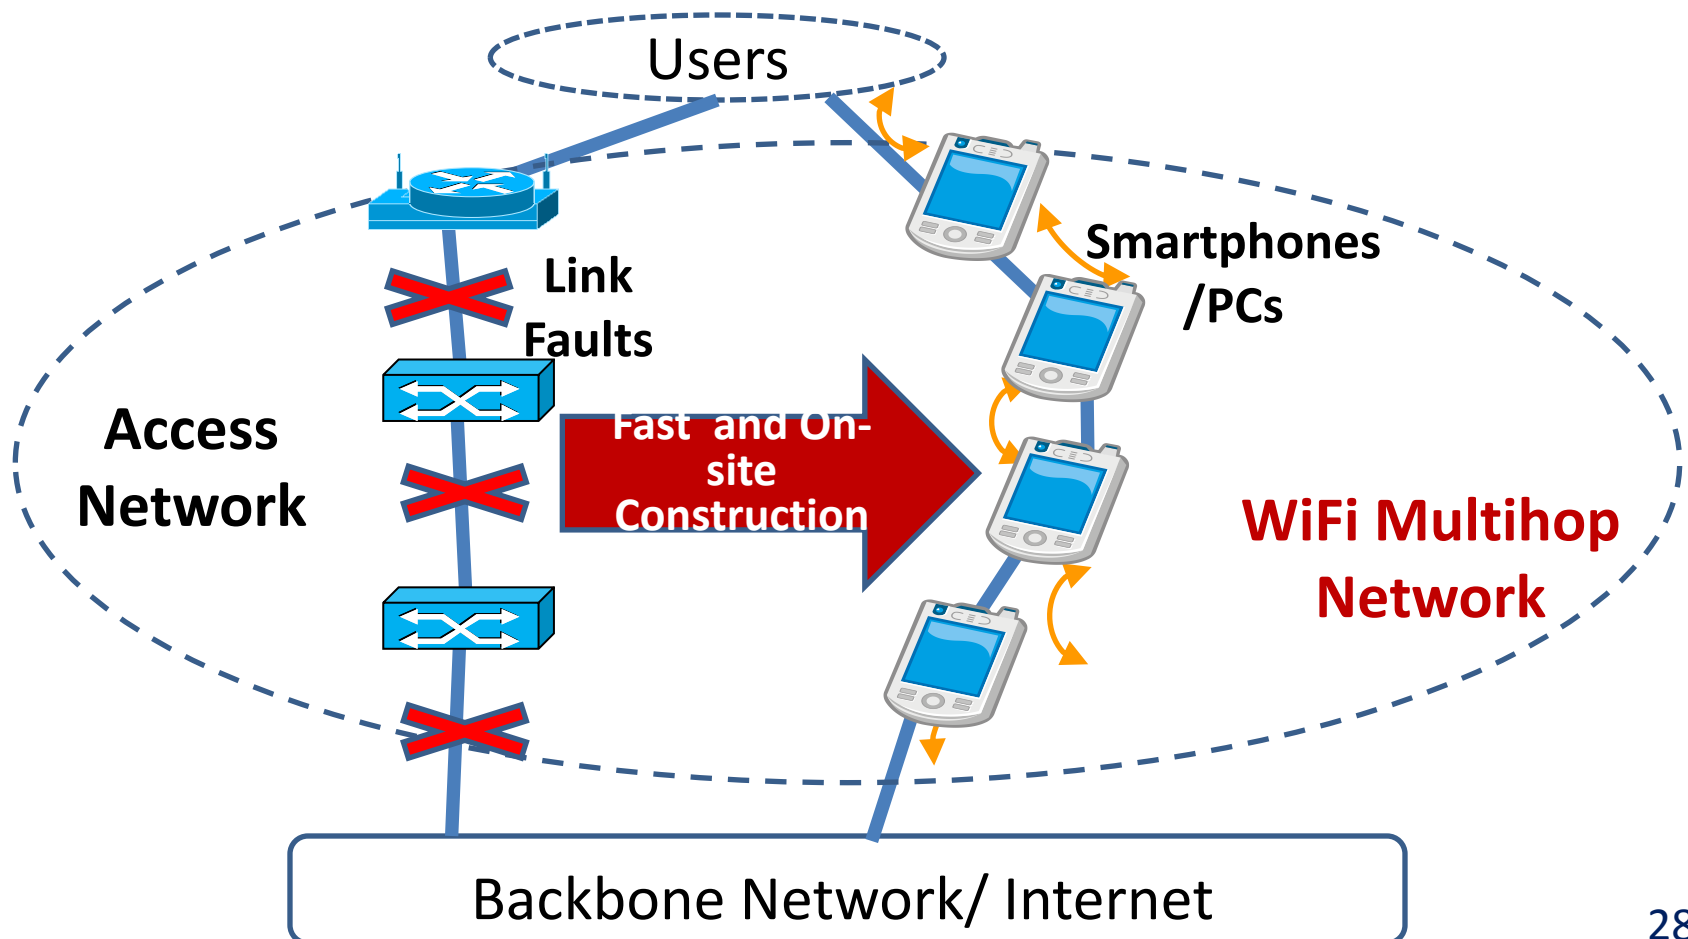 Users
Smartphones
/PCs
Link
Faults
Access
Network
Fast and On-
site
Construction
WiFi Multihop
Network
Backbone Network/ Internet
28